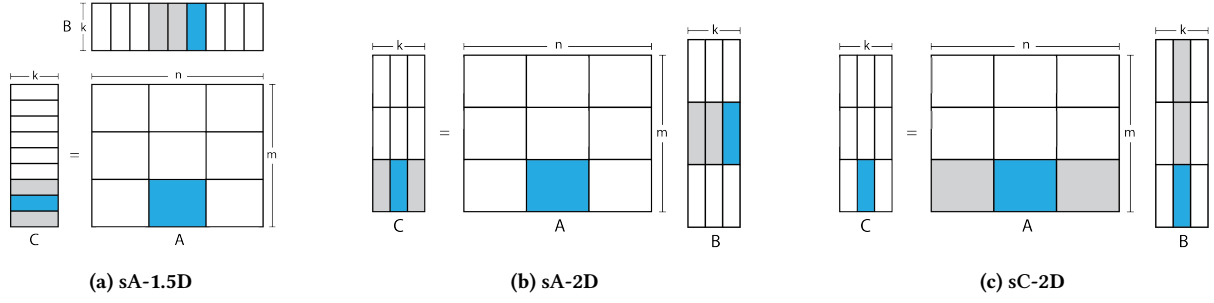 B k
k n
= m
C A
(a) sA-1.5D
k n k
= m
C A B
(b) sA-2D
k n k
= m
C A B
(c) sC-2D